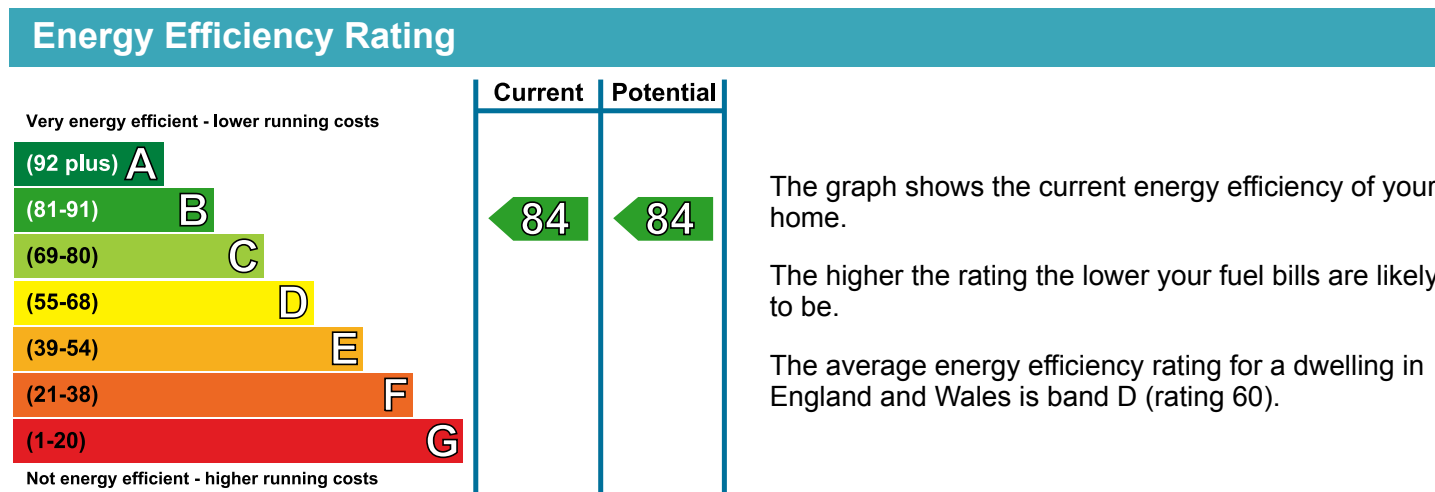 Energy Efficiency Rating
Current Potential
Very energy efficient - lower running costs
(92 plus) A
(81-91) B
84 84
(69-80) C
(55-68) D
(39-54) E
(21-38) F
(1-20) G
Not energy efficient - higher running costs
The graph shows the current energy efficiency of your
home.
The higher the rating the lower your fuel bills are likely
to be.
The average energy efficiency rating for a dwelling in
England and Wales is band D (rating 60).